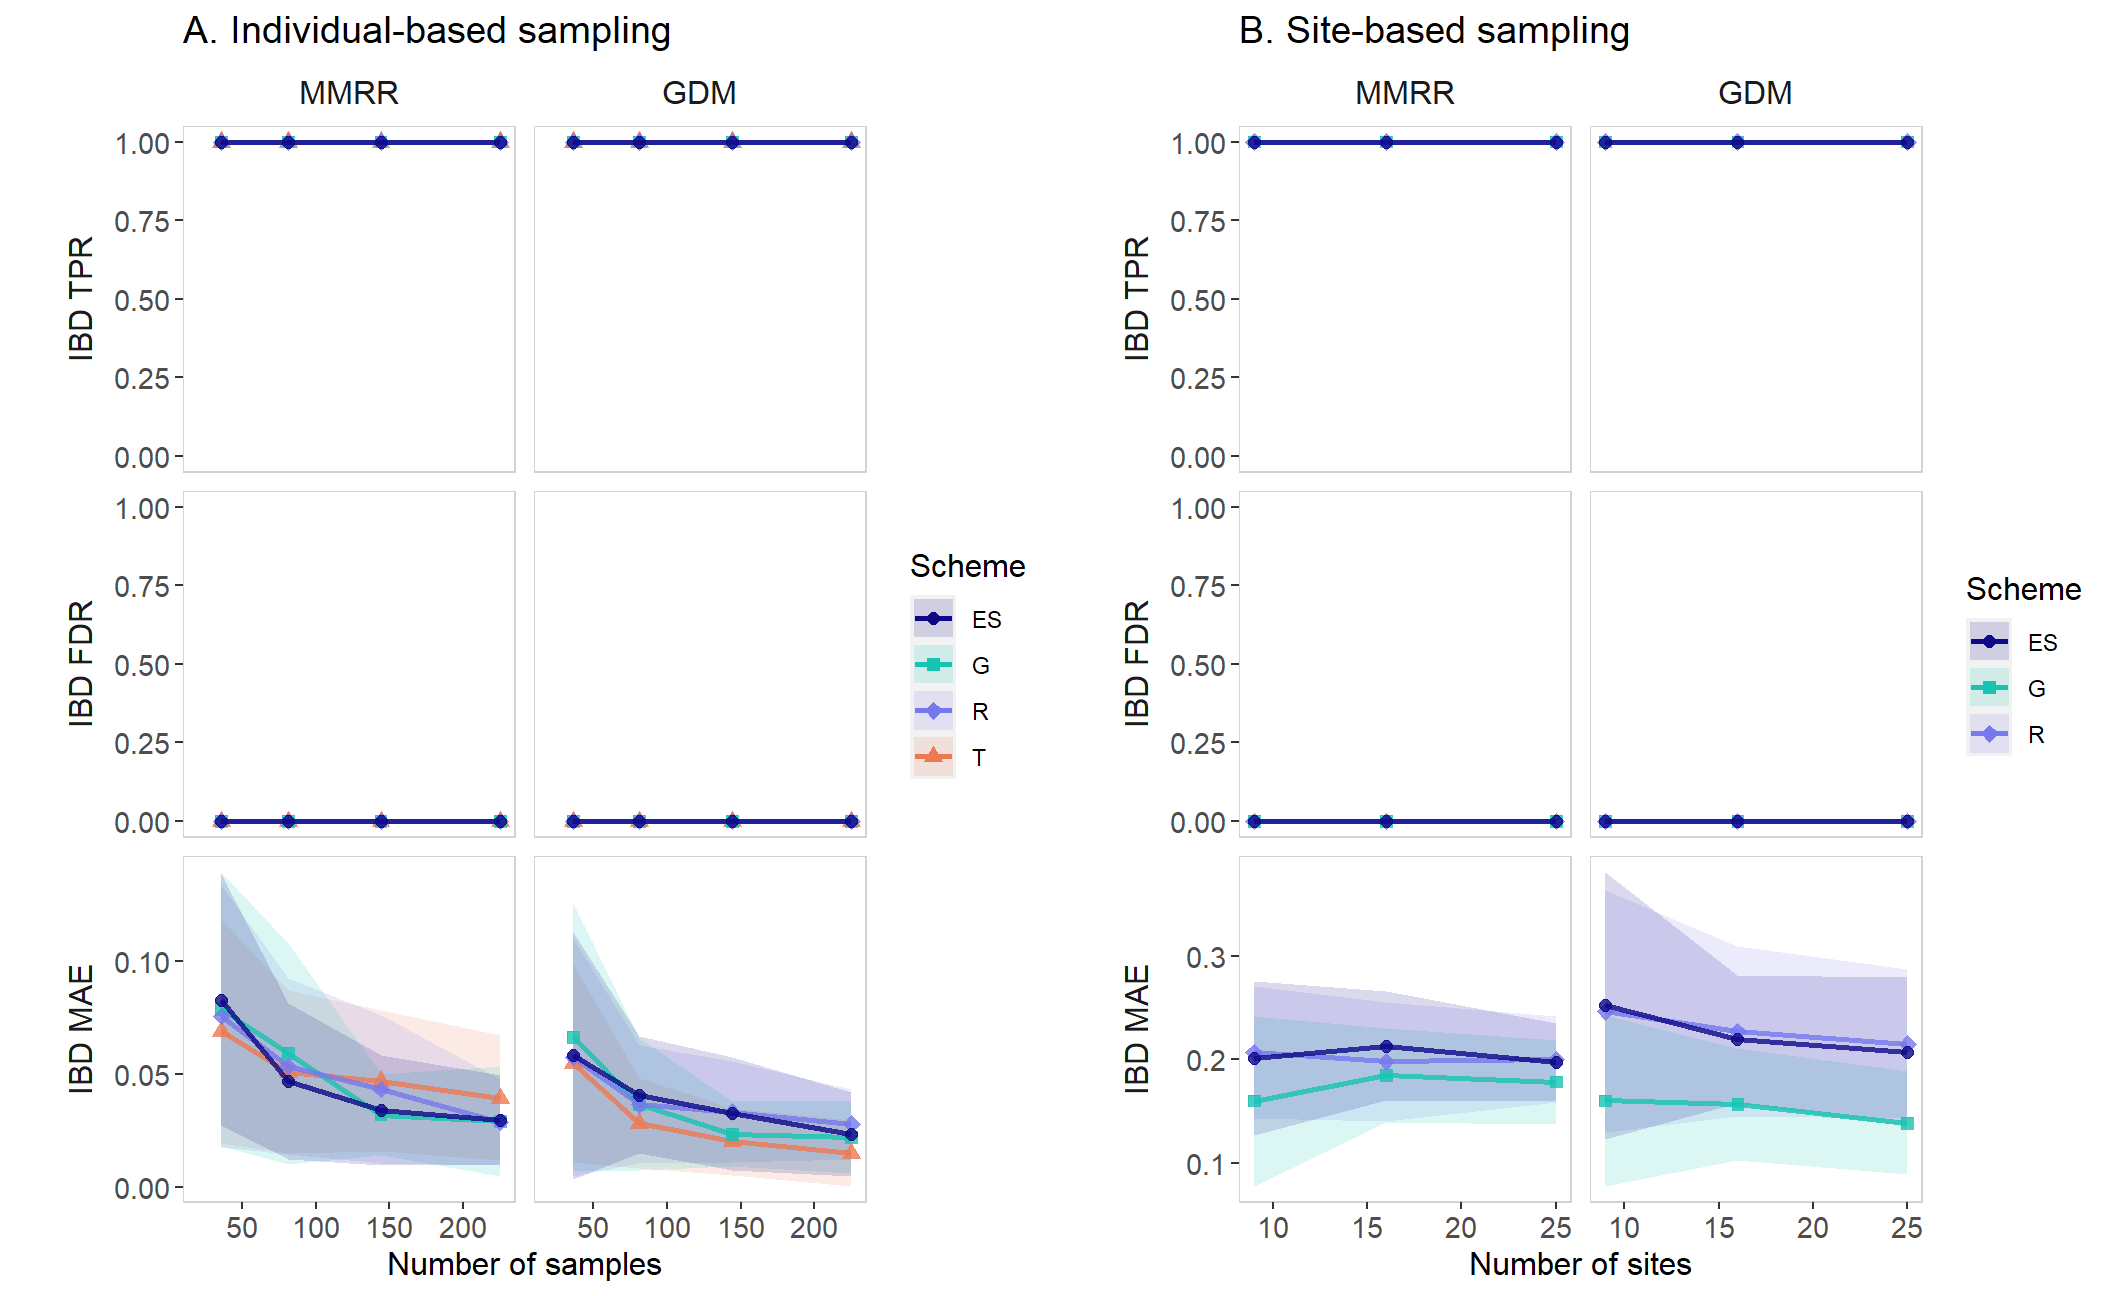 A. Individual-based sampling
MMRR
GDM
IBD TPR
1.00
0.75
0.50
0.25
0.00
IBD FDR
1.00
0.75
0.50
0.25
0.00
IBD MAE
0.10
0.05
0.00
50 100 150 200
50 100 150 200
Number of samples
Scheme
ES
G
R
T
B. Site-based sampling
MMRR
GDM
IBD TPR
1.00
0.75
0.50
0.25
0.00
IBD FDR
1.00
0.75
0.50
0.25
0.00
IBD MAE
0.3
0.2
0.1
10 15 20 25
10 15 20 25
Number of sites
Scheme
ES
G
R